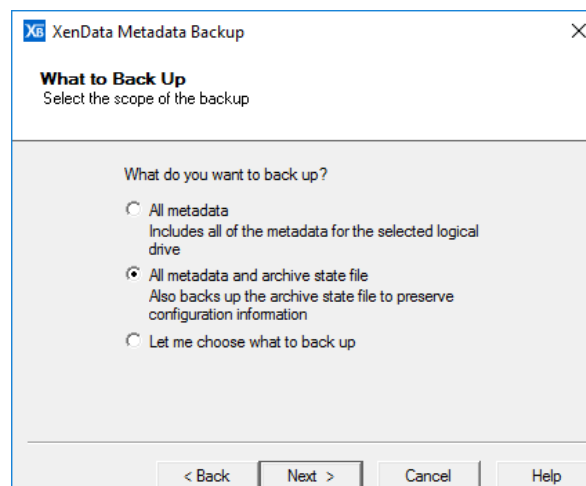 XB XenData Metadata Backup
What to Back Up
Select the scope of the backup
What do you want to back up?
All metadata
Includes all of the metadata for the selected logical
drive
All metadata and archive state file
Also backs up the archive state file to preserve
configuration information
Let me choose what to back up
< Back Next > Cancel Help